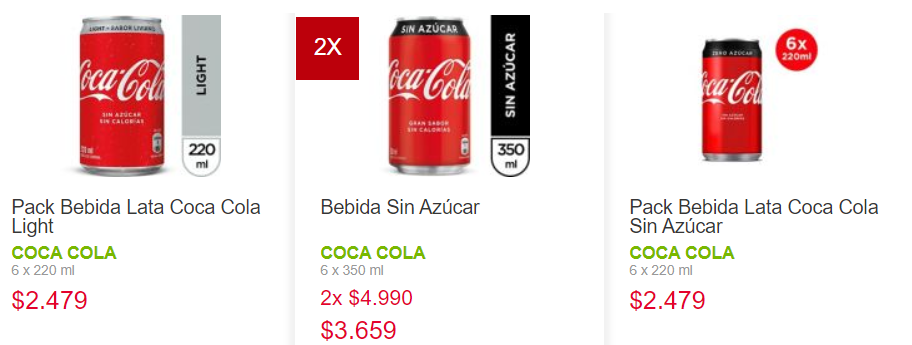 LIGHT • SABOR LIVIANO
Coca-Cola
SIN AZÚCAR
SIN CALORÍAS
LIGHT
220
ml
Pack Bebida Lata Coca Cola
Light
COCA COLA
6 x 220 ml
$2.479
2X
SIN AZÚCAR
Coca-Cola
GRAN SABOR
SIN CALORÍAS
SIN AZÚCAR
350
ml
Bebida Sin Azúcar
COCA COLA
6 x 350 ml
2x $4.990
$3.659
ZERO AZÚCAR
Coca-Cola
6x
220ml
Pack Bebida Lata Coca Cola
Sin Azúcar
COCA COLA
6 x 220 ml
$2.479